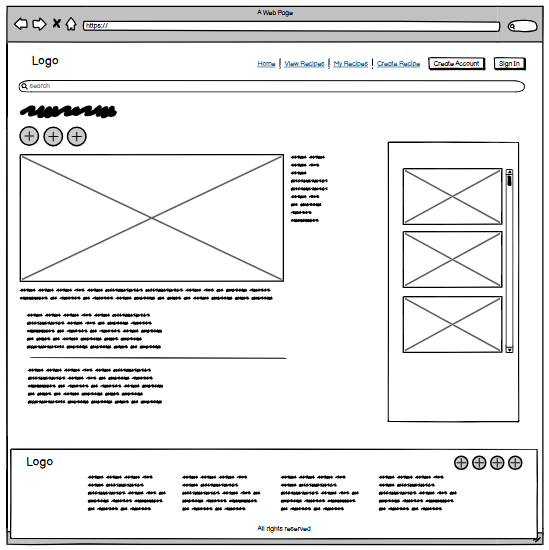 A Web Page
https://
Logo
Home View Recipes My Recipes Create Recipe Create Account Sign In
search
Logo
All rights reserved